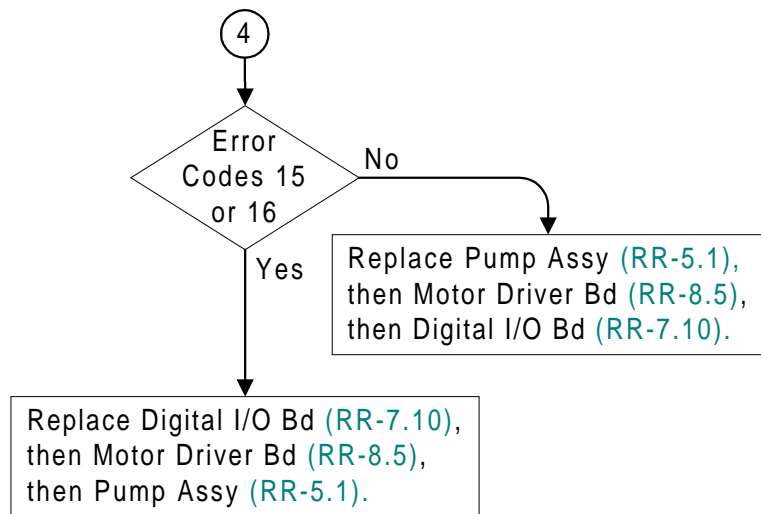 4
Error
Codes 15
or 16
No
Yes
Replace Pump Assy (RR-5.1),
then Motor Driver Bd (RR-8.5),
then Digital I/O Bd (RR-7.10).
Replace Digital I/O Bd (RR-7.10),
then Motor Driver Bd (RR-8.5),
then Pump Assy (RR-5.1).